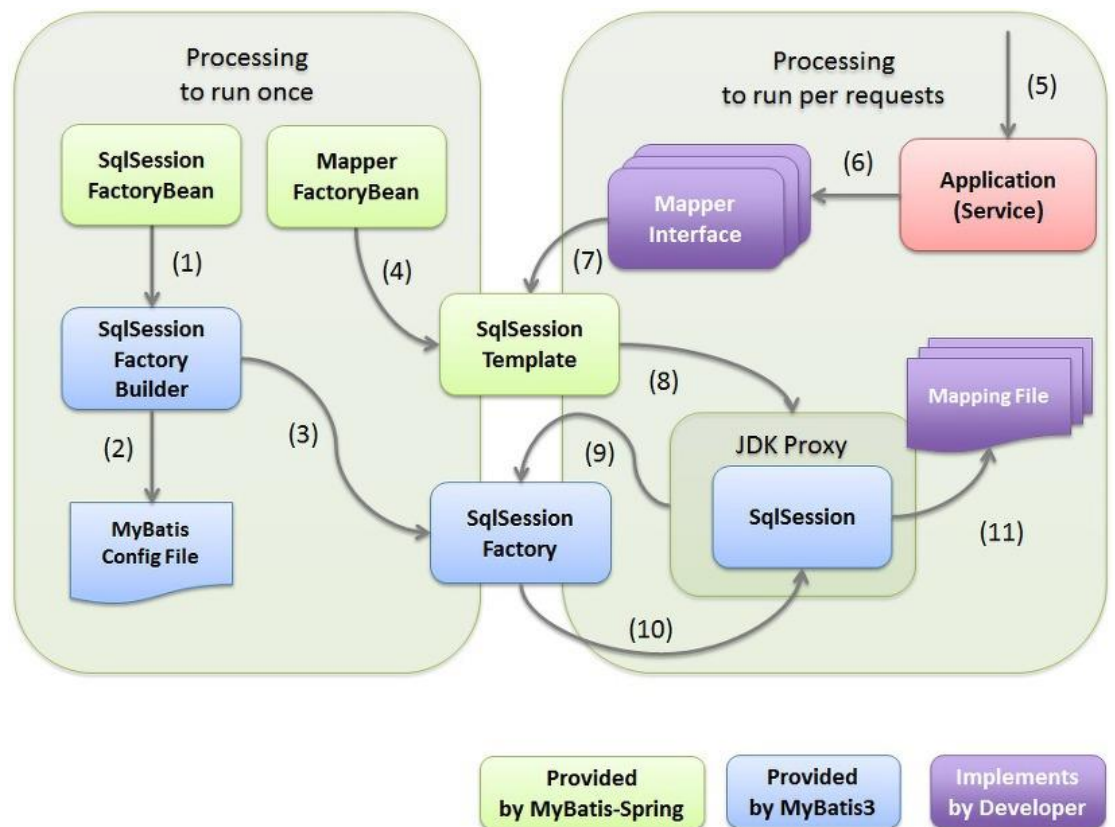 Processing
to run once
SqlSession
FactoryBean
Mapper
FactoryBean
(1)
(4)
SqlSession
Factory
Builder
(2)
(3)
MyBatis
Config File
Processing
to run per requests
(5)
(6)
Application
(Service)
Mapper
Interface
(7)
SqlSession
Template
(8)
Mapping File
(9)
JDK Proxy
SqlSession
Factory
SqlSession
(11)
(10)
Provided
by MyBatis-Spring
Provided
by MyBatis3
Implements
by Developer